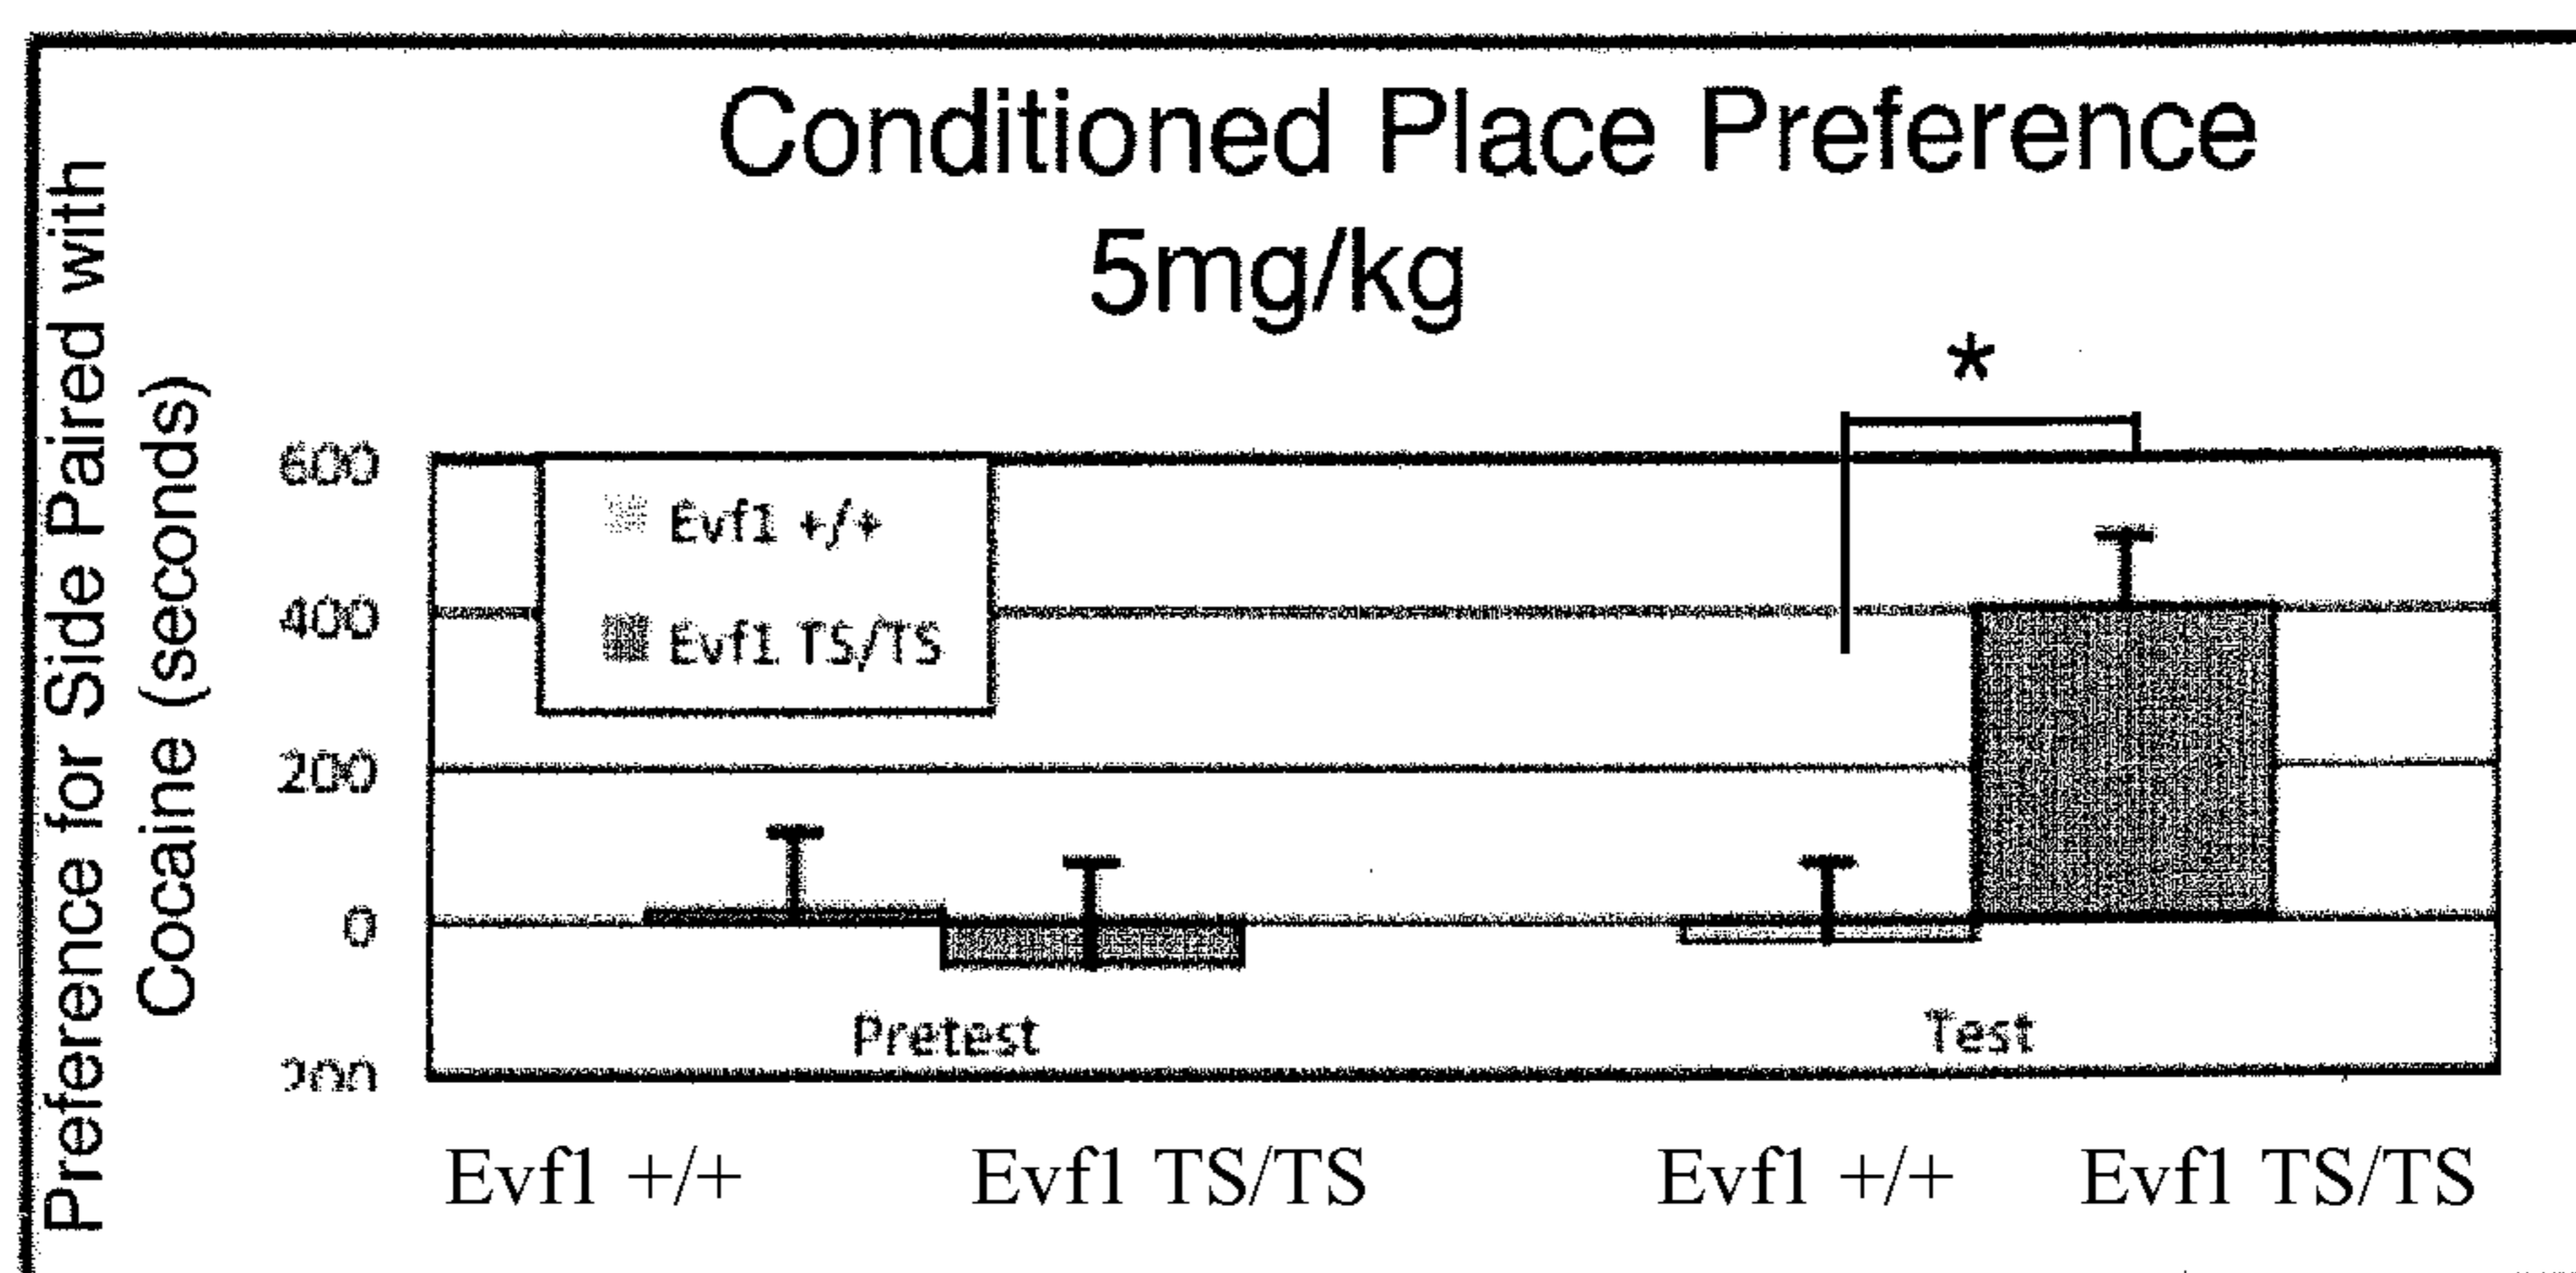 Conditioned Place Preference
5mg/kg
Preference for Side Paired with
Cocaine (seconds)
*
600
400
200
0
200
Evf1 +/+
Evf1 TS/TS
Pretest
Test
Evf1 +/+ Evf1 TS/TS Evf1 +/+ Evf1 TS/TS